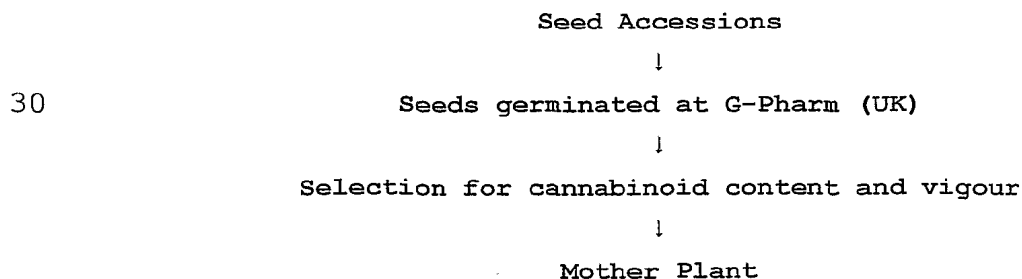 Seed Accessions
↓
30 Seeds germinated at G-Pharm (UK)
↓
Selection for cannabinoid content and vigour
↓
Mother Plant